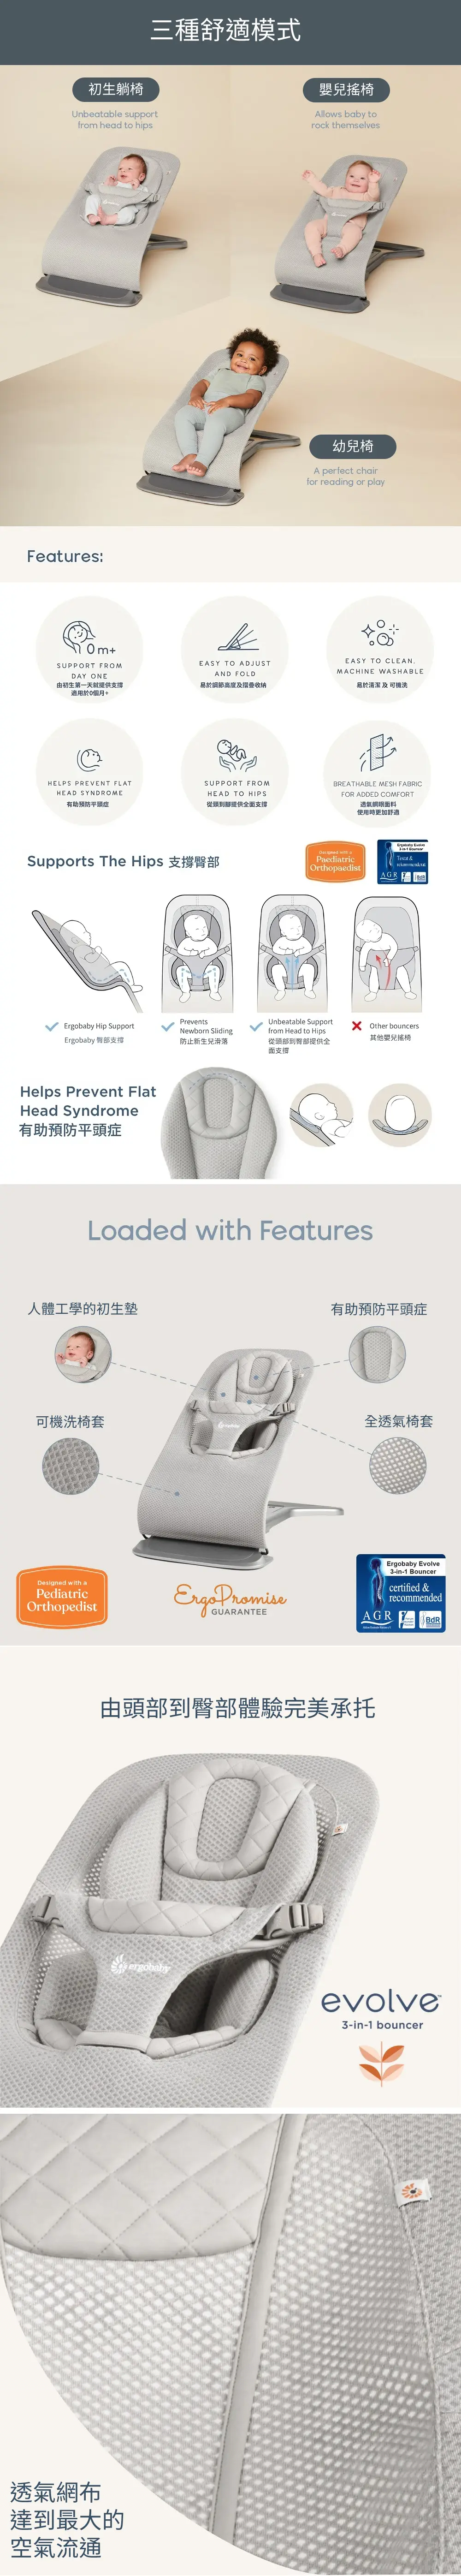 三種舒適模式
初生躺椅
Unbeatable support
from head to hips
嬰兒搖椅
Allows baby to
rock themselves
幼兒椅
A perfect chair
for reading or play
Features:
0m+
SUPPORT FROM
DAY ONE
由初生第一天就提供支撐
適用於0個月+
EASY TO ADJUST
AND FOLD
易於調節高度及摺疊收納
EASY TO CLEAN.
MACHINE WASHABLE
易於清潔 及 可機洗
HELPS PREVENT FLAT
HEAD SYNDROME
有助預防平頭症
SUPPORT FROM
HEAD TO HIPS
從頭到腳提供全面支撐
BREATHABLE MESH FABRIC
FOR ADDED COMFORT
透氣網眼面料
使用時更加舒適
Supports The Hips 支撐臀部
Designed with a
Paediatric
Orthopaedist
Ergobaby Evolve
3-in-1 Bouncer
Tested &
recommended
AGR
BdR
Ergobaby Hip Support
Ergobaby 臀部支撐
Prevents
Newborn Sliding
防止新生兒滑落
Unbeatable Support
from Head to Hips
從頭部到臀部提供全
面支撐
Other bouncers
其他嬰兒搖椅
Helps Prevent Flat
Head Syndrome
有助預防平頭症
Loaded with Features
人體工學的初生墊
有助預防平頭症
可機洗椅套
全透氣椅套
Designed with a
Pediatric
Orthopedist
ErgoPromise
GUARANTEE
Ergobaby Evolve
3-in-1 Bouncer
certified &
recommended
AGR
BdR
由頭部到臀部體驗完美承托
ergobaby
evolve™
3-in-1 bouncer
透氣網布
達到最大的
空氣流通